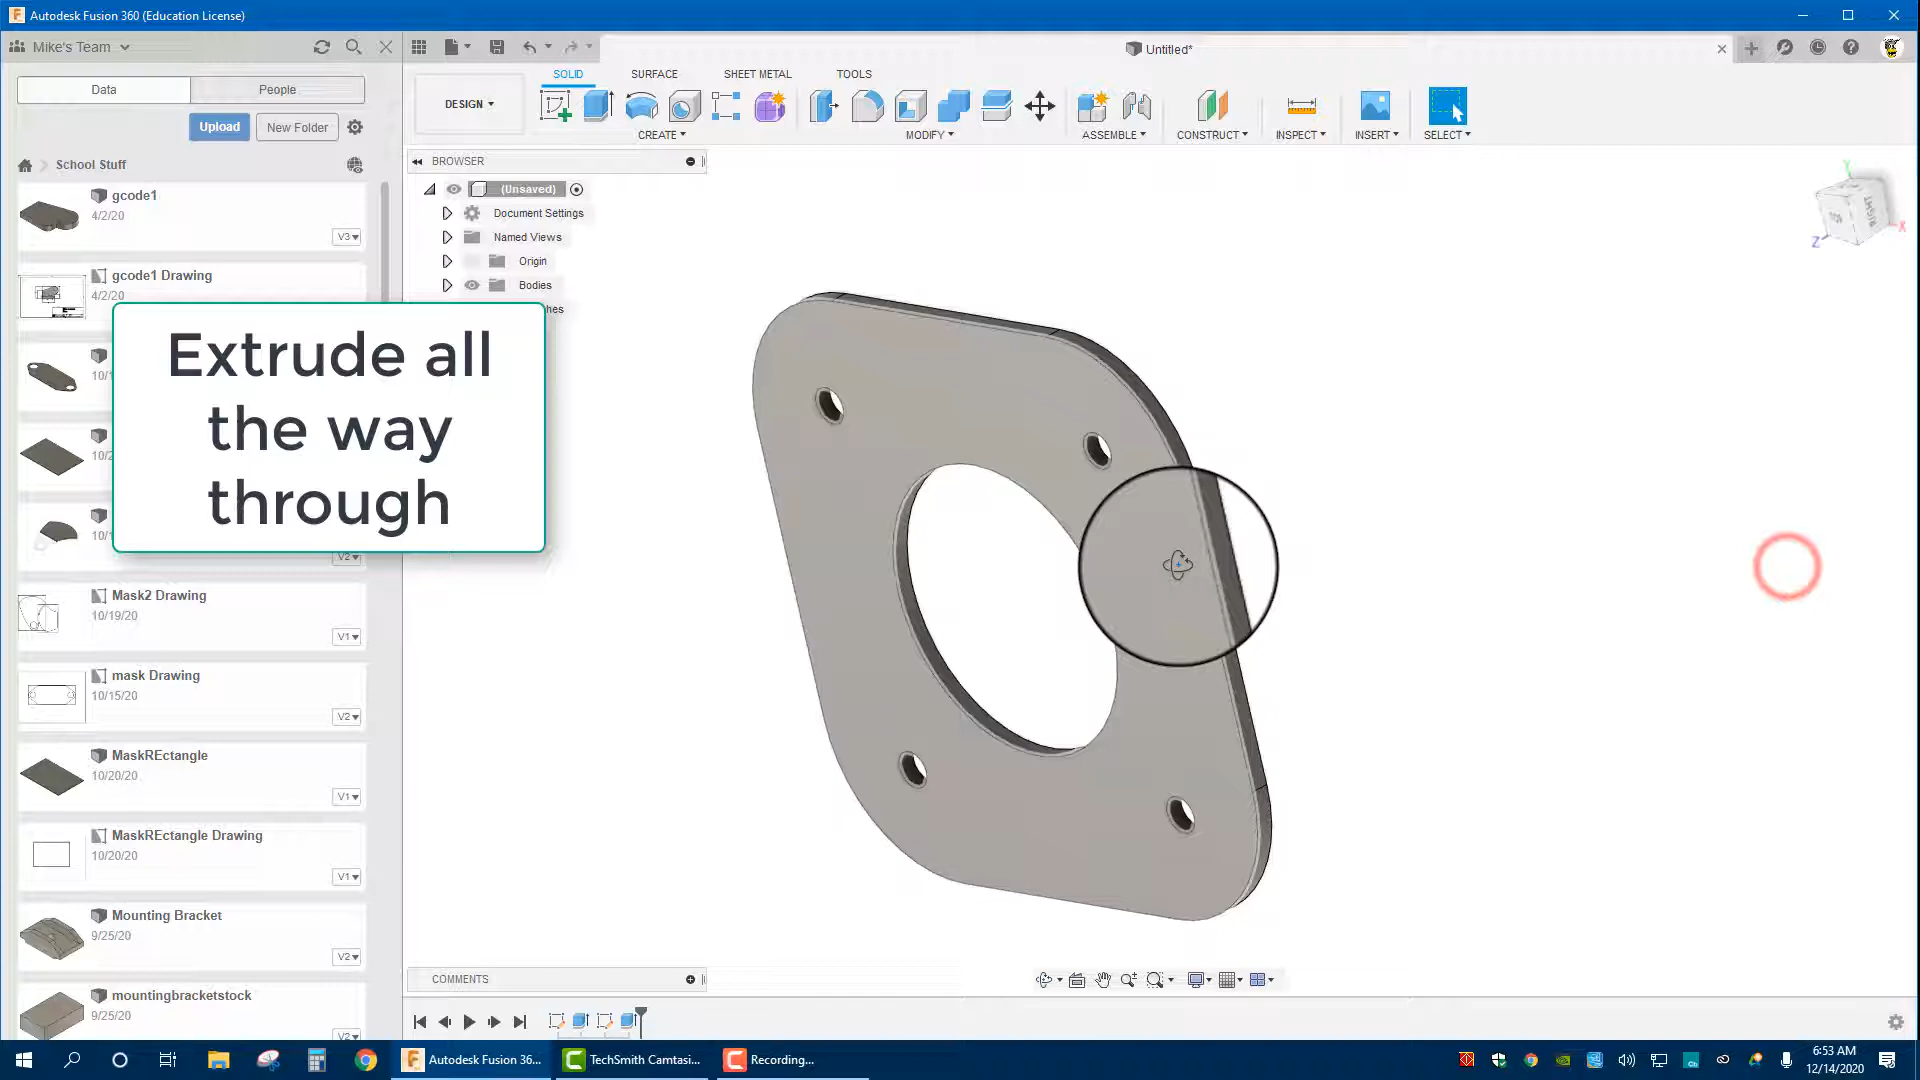 Autodesk Fusion 360 (Education License)
Mike's Team
Untitled*
Data
People
Upload
New Folder
School Stuff
gcode1
4/2/20
V3
gcode1 Drawing
4/2/20
V2
Mask2 Drawing
10/19/20
V1
mask Drawing
10/15/20
V2
MaskREctangle
10/20/20
V1
MaskREctangle Drawing
10/20/20
V1
Mounting Bracket
9/25/20
V2
mountingbracketstock
9/25/20
V2
SOLID
SURFACE
SHEET METAL
TOOLS
DESIGN
CREATE
MODIFY
ASSEMBLE
CONSTRUCT
INSPECT
INSERT
SELECT
BROWSER
(Unsaved)
Document Settings
Named Views
Origin
Bodies
Extrude all
the way
through
Y
TOP
X
Z
COMMENTS
Autodesk Fusion 36...
TechSmith Camtasi...
Recording...
6:53 AM
12/14/2020